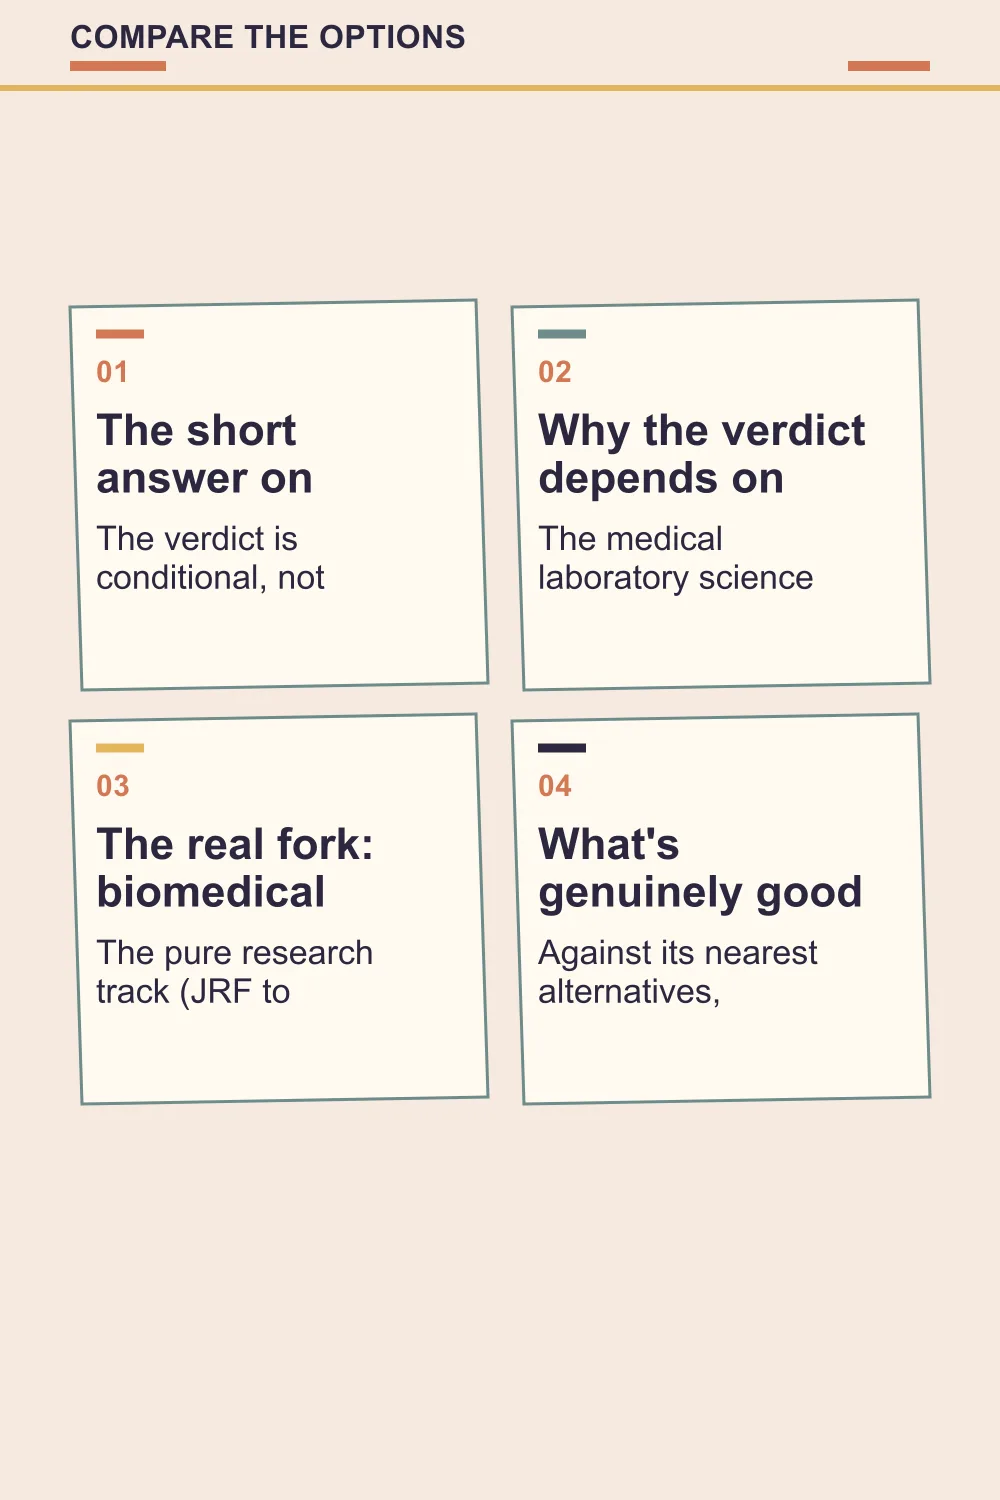 COMPARE THE OPTIONS
01
The short
answer on
The verdict is
conditional, not
02
Why the verdict
depends on
The medical
laboratory science
03
The real fork:
biomedical
The pure research
track (JRF to
04
What's
genuinely good
Against its nearest
alternatives,